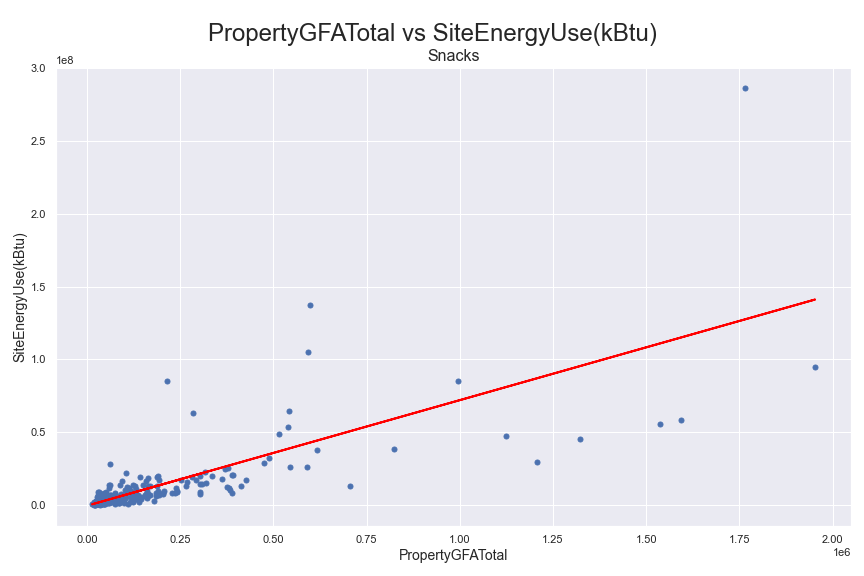 PropertyGFATotal vs SiteEnergyUse(kBtu)
Snacks
1e8
3.0
2.5
2.0
1.5
1.0
0.5
0.0
SiteEnergyUse(kBtu)
0.00 0.25 0.50 0.75 1.00 1.25 1.50 1.75 2.00
1e6
PropertyGFATotal